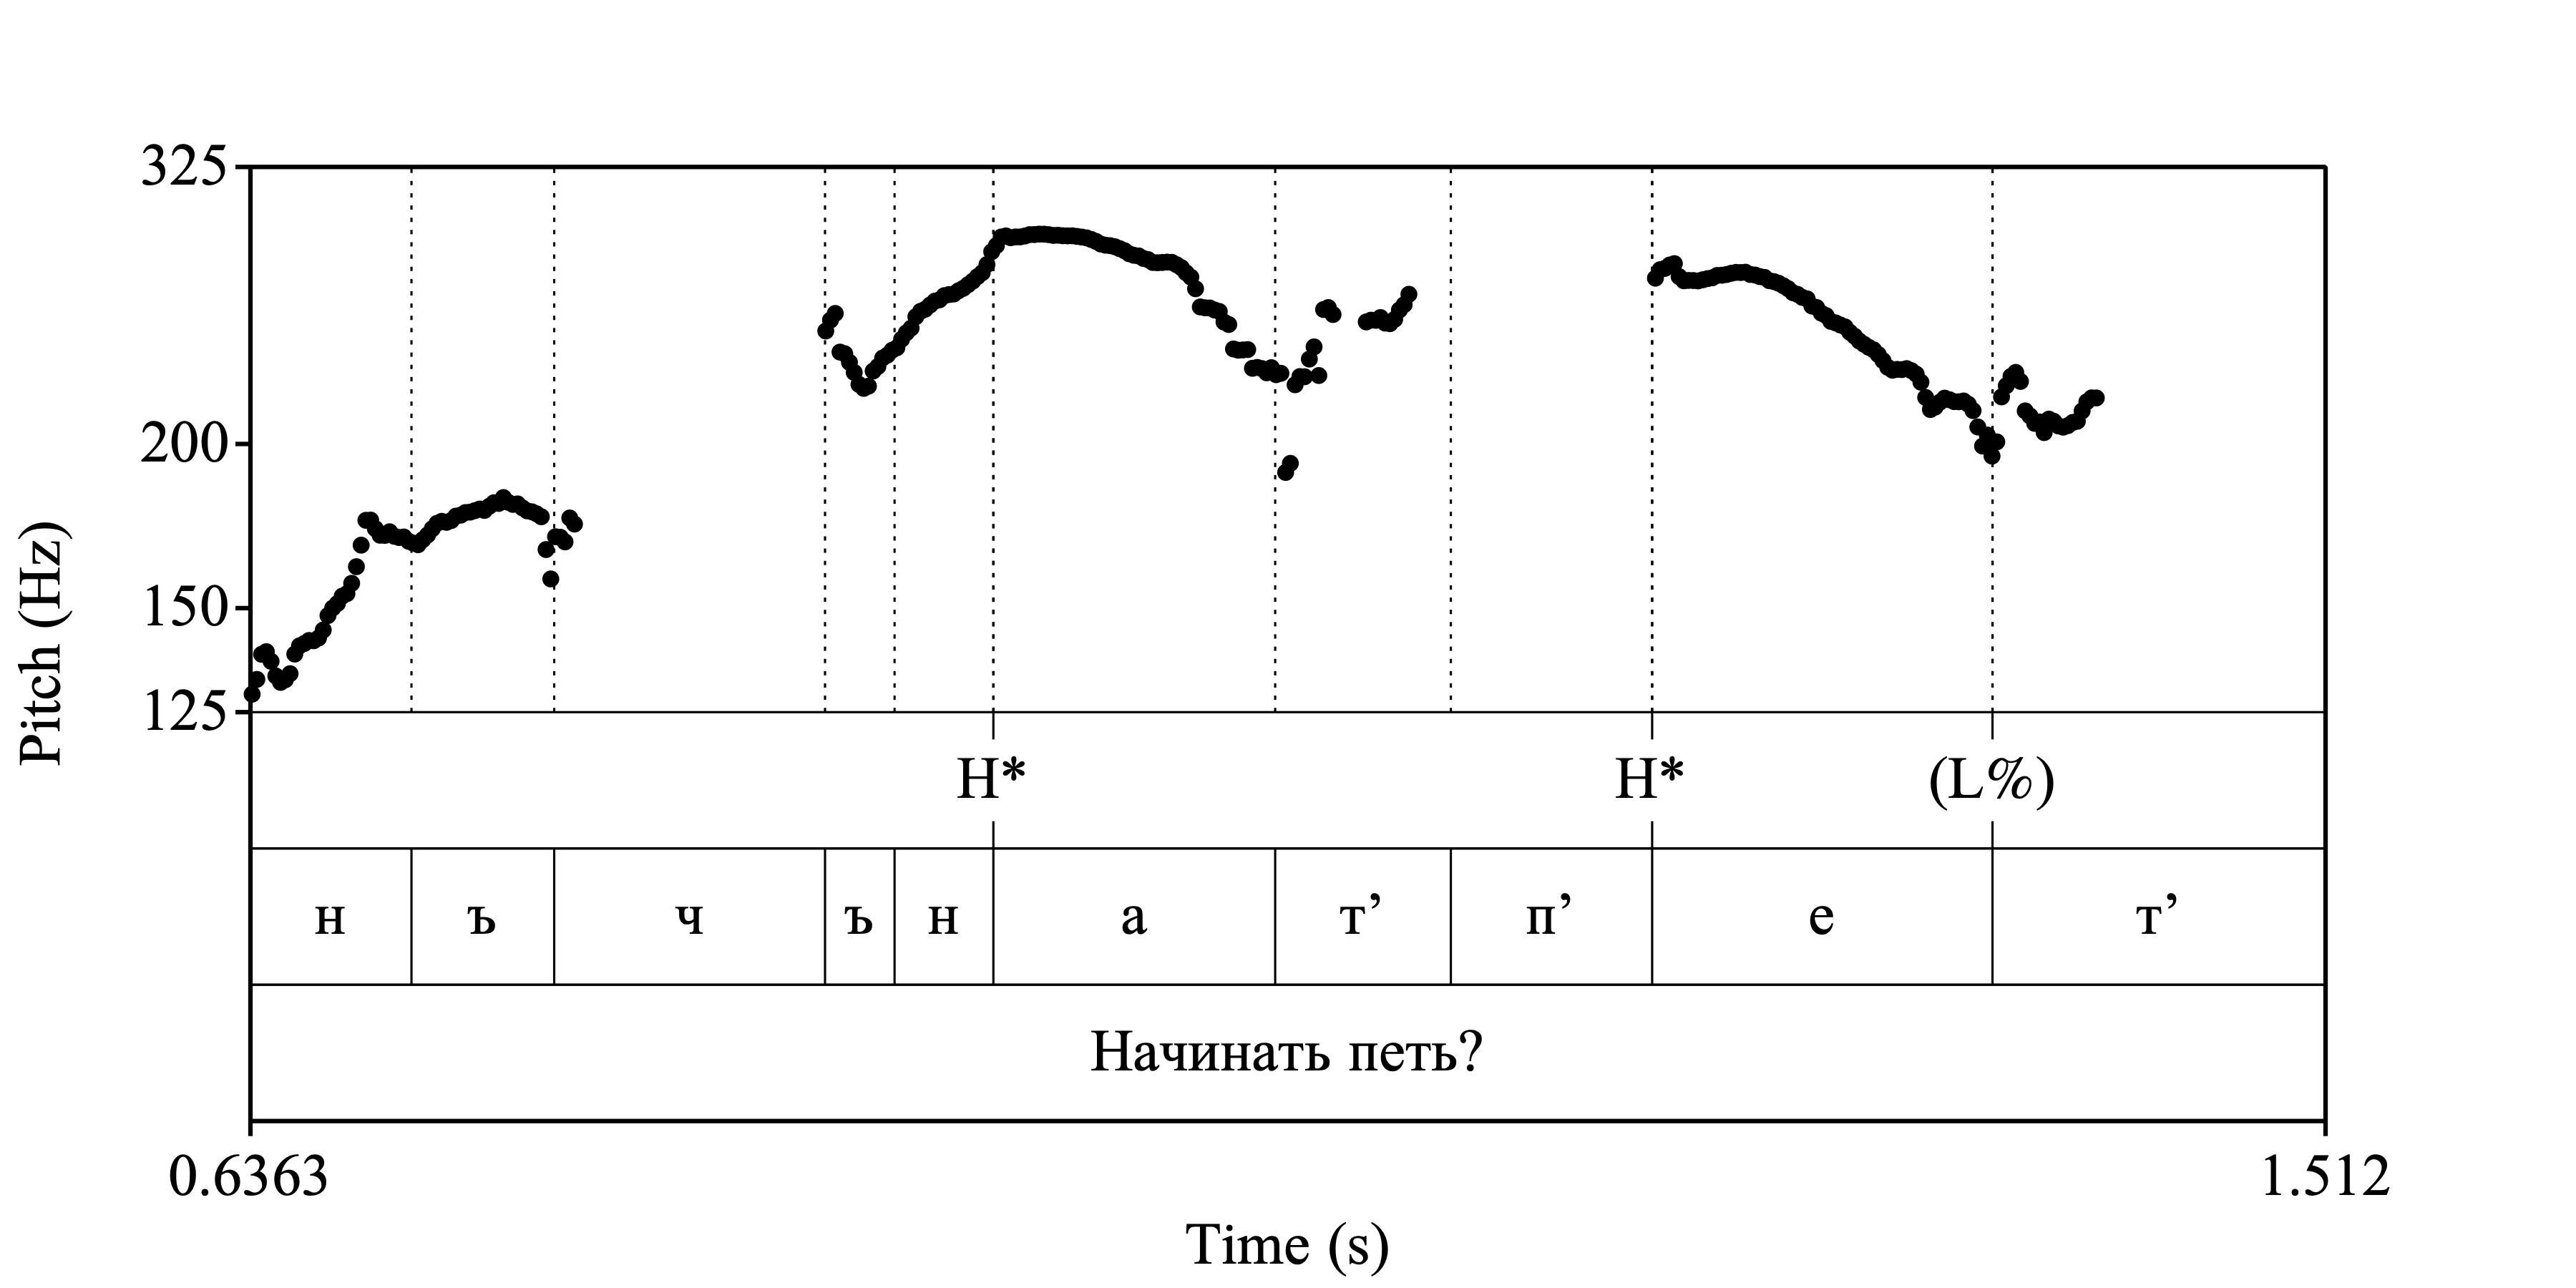 325
200
150
125
Pitch (Hz)
H* H* (L%)
н ъ ч ъ н а т’ п’ е т’
Начинать петь?
0.6363 1.512
Time (s)